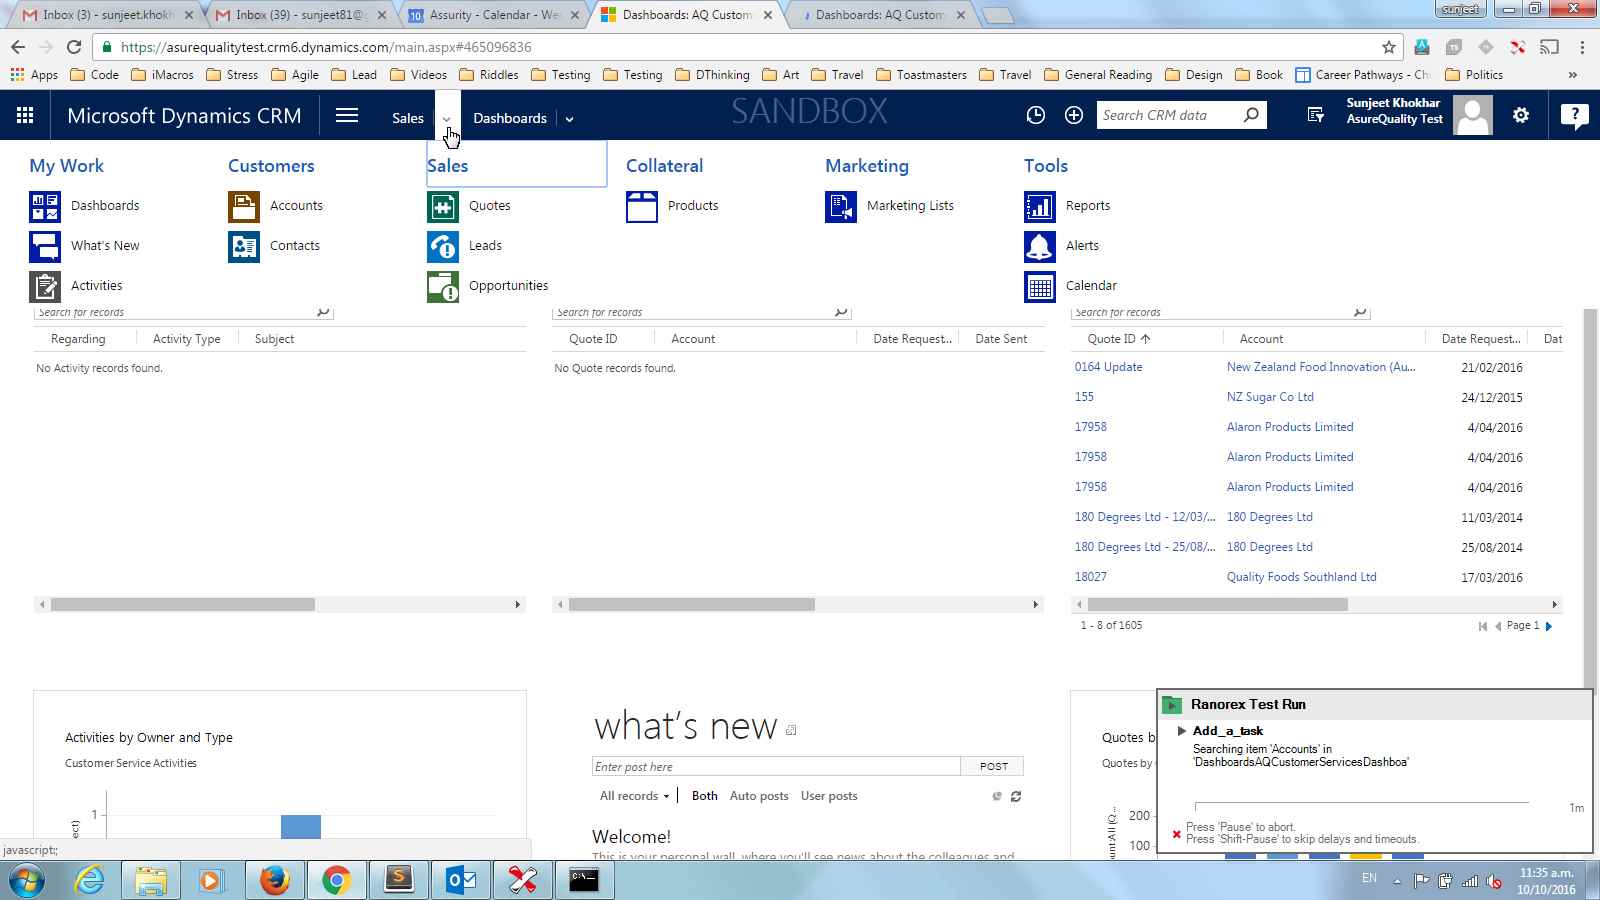 Inbox (3) - sunjeet.khokh
Inbox (39) - sunjeet81@g
Assurity - Calendar - We
Dashboards: AQ Custom
Dashboards: AQ Custom
sunjeet
https://asurequalitytest.crm6.dynamics.com/main.aspx#465096836
Apps Code iMacros Stress Agile Lead Videos Riddles Testing Testing DThinking Art Travel Toastmasters Travel General Reading Design Book Career Pathways - Ch Politics »
Microsoft Dynamics CRM Sales Dashboards SANDBOX Search CRM data
Sunjeet Khokhar
AsureQuality Test
My Work Customers Sales Collateral Marketing Tools
Dashboards Accounts Quotes Products Marketing Lists Reports
What's New Contacts Leads Alerts
Activities Opportunities Calendar
Search for records Search for records Search for records
Regarding Activity Type Subject Quote ID Account Date Request... Date Sent Quote ID ↑ Account Date Request... Dat
No Activity records found. No Quote records found.
0164 Update New Zealand Food Innovation (Au... 21/02/2016
155 NZ Sugar Co Ltd 24/12/2015
17958 Alaron Products Limited 4/04/2016
17958 Alaron Products Limited 4/04/2016
17958 Alaron Products Limited 4/04/2016
180 Degrees Ltd - 12/03/... 180 Degrees Ltd 11/03/2014
180 Degrees Ltd - 25/08/... 180 Degrees Ltd 25/08/2014
18027 Quality Foods Southland Ltd 17/03/2016
1 - 8 of 1605 Page 1
Activities by Owner and Type
Customer Service Activities
1
ect)
what's new
Enter post here POST
All records Both Auto posts User posts
Welcome!
This is your personal wall, where you'll see news about the colleagues and
Quotes b
Quotes by
200
100
ount:All (Q...
Ranorex Test Run
Add_a_task
Searching item 'Accounts' in
'DashboardsAQCustomerServicesDashboa'
1m
Press 'Pause' to abort.
Press 'Shift-Pause' to skip delays and timeouts.
javascript:;
EN
11:35 a.m.
10/10/2016